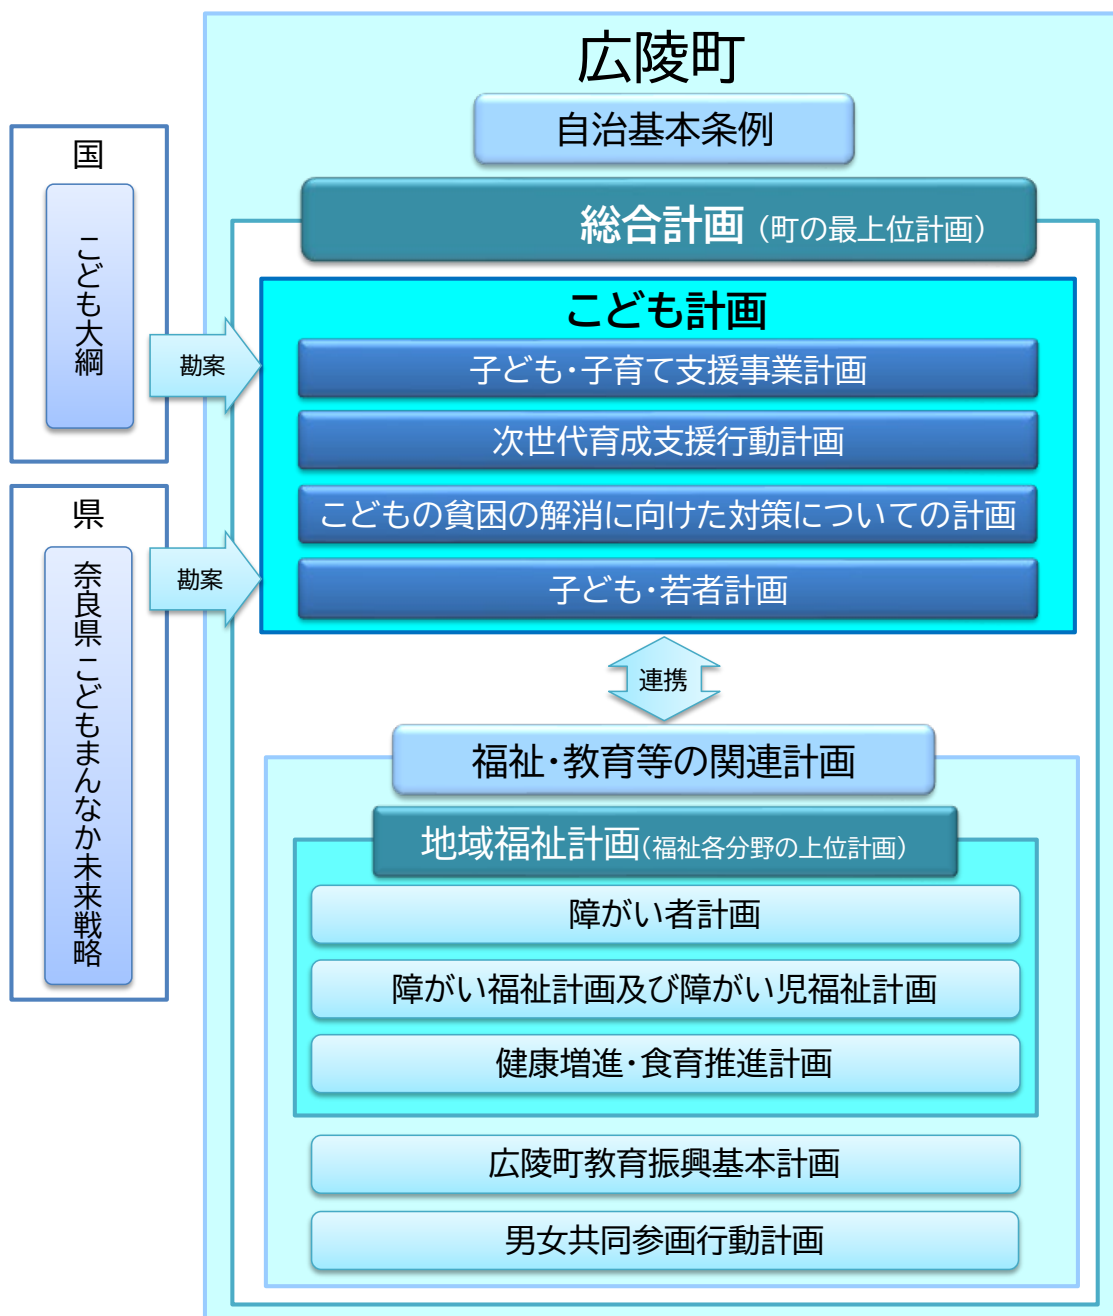 広陵町
自治基本条例
国
こども大綱
勘案
県
奈良県 こどもまんなか未来戦略
勘案
総合計画（町の最上位計画）
こども計画
子ども・子育て支援事業計画
次世代育成支援行動計画
こどもの貧困の解消に向けた対策についての計画
子ども・若者計画
連携
福祉・教育等の関連計画
地域福祉計画(福祉各分野の上位計画)
障がい者計画
障がい福祉計画及び障がい児福祉計画
健康増進・食育推進計画
広陵町教育振興基本計画
男女共同参画行動計画